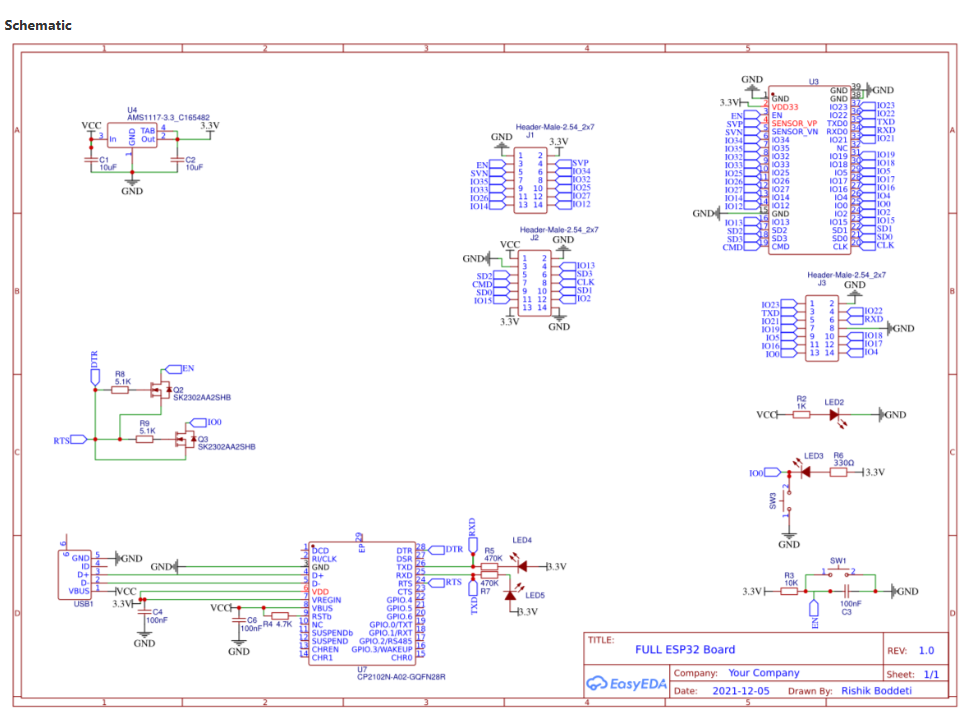 Schematic
1 2 3 4 5
A A
B B
C C
D D
1 2 3 4 5
U4
AMS1117-3.3_C165482
VCC
3.3V
3 In
TAB 4
Out 2
GND
1
C1
10uF
C2
10uF
GND
Header-Male-2.54_2x7
J1
GND
3.3V
1 2
EN 3 4 SVP
SVN 5 6 IO34
IO35 7 8 IO32
IO33 9 10 IO25
IO26 11 12 IO27
IO14 13 14 IO12
Header-Male-2.54_2x7
J2
VCC
GND
1 2
GND 3 4 IO13
SD2 5 6 SD3
CMD 7 8 CLK
SD0 9 10 SD1
IO15 11 12 IO2
13 14
3.3V
GND
GND
U3
1 GND
GND 39 GND
GND 38
3.3V 2 VDD33
IO23 37 IO23
EN 3 EN
IO22 36 IO22
SVP 4 SENSOR_VP
TXD0 35 TXD
SVN 5 SENSOR_VN
RXD0 34 RXD
IO34 6 IO34
IO21 33 IO21
IO35 7 IO35
NC 32
IO32 8 IO32
IO19 31 IO19
IO33 9 IO33
IO18 30 IO18
IO25 10 IO25
IO5 29 IO5
IO26 11 IO26
IO17 28 IO17
IO27 12 IO27
IO16 27 IO16
IO14 13 IO14
IO4 26 IO4
IO12 14 IO12
IO0 25 IO0
GND 15 GND
IO2 24 IO2
IO13 16 IO13
IO15 23 IO15
SD2 17 SD2
SD1 22 SD1
SD3 18 SD3
SD0 21 SD0
CMD 19 CMD
CLK 20 CLK
Header-Male-2.54_2x7
J3
GND
IO23 1 2
TXD 3 4 IO22
IO21 5 6 RXD
IO19 7 8 GND
IO5 9 10 IO18
IO16 11 12 IO17
IO0 13 14 IO4
DTR
R8
5.1K
EN
Q2
SK2302AA2SHB
RTS
R9
5.1K
IO0
Q3
SK2302AA2SHB
VCC
R2
1K
LED2
GND
IO0
LED3
R6
330Ω
3.3V
SW3
2
1
GND
SW1
1 2
3.3V
R3
10K
100nF
C3
GND
EN
6
6
GND 5 GND
ID 4
D+ 3
D- 2
VBUS 1 VCC
USB1
3.3V
C4
100nF
GND
GND
VCC
C6
100nF
GND
R4 4.7K
EP 29
1 DCD
DTR 28 DTR
2 RI/CLK
DSR 27
3 GND
TXD 26
4 D+
RXD 25
5 D-
RTS 24 RTS
6 VDD
CTS 23
7 VREGIN
GPIO.4 22
8 VBUS
GPIO.5 21
9 RSTb
GPIO.6 20
10 NC
GPIO.0/TXT 19
11 SUSPENDb
GPIO.1/RXT 18
12 SUSPEND
GPIO.2/RS485 17
13 CHREN
GPIO.3/WAKEUP 16
14 CHR1
CHR0 15
U7
CP2102N-A02-GQFN28R
RXD
R5
470K
LED4
3.3V
470K
R7
TXD
LED5
3.3V
TITLE:
FULL ESP32 Board
REV: 1.0
EasyEDA
Company: Your Company
Sheet: 1/1
Date: 2021-12-05
Drawn By: Rishik Boddeti